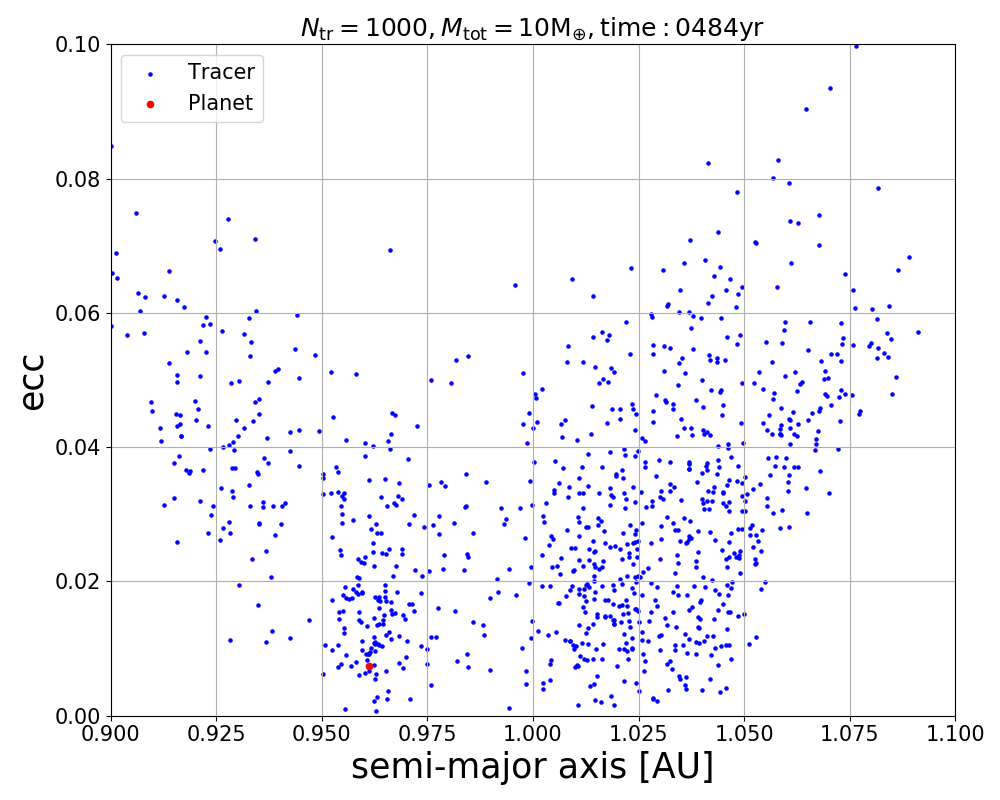 N_tr = 1000, M_tot = 10M_⊕, time : 0484yr
Tracer
Planet
ecc
0.10
0.08
0.06
0.04
0.02
0.00
0.900 0.925 0.950 0.975 1.000 1.025 1.050 1.075 1.100
semi-major axis [AU]